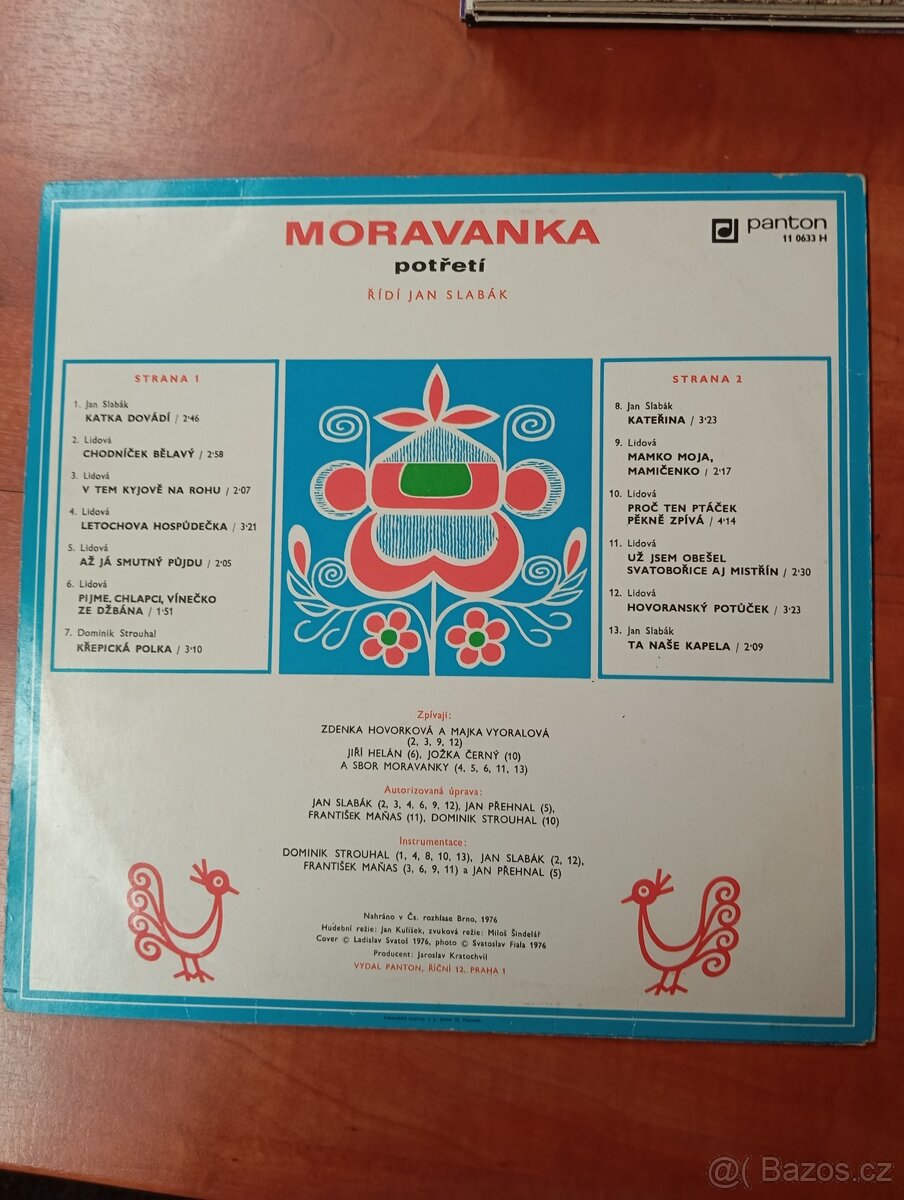 MORAVANKA
potřetí
ŘÍDÍ JAN SLABÁK
panton
11 0633 H
STRANA 1
1. Jan Slabák
KATKA DOVÁDÍ / 2·46
2. Lidová
CHODNÍČEK BĚLAVÝ / 2·58
3. Lidová
V TEM KYJOVĚ NA ROHU / 2·07
4. Lidová
LETOCHOVA HOSPŮDEČKA / 3·21
5. Lidová
AŽ JÁ SMUTNÝ PŮJDU / 2·05
6. Lidová
PIJME, CHLAPCI, VÍNEČKO
ZE DŽBÁNA / 1·51
7. Dominik Strouhal
KŘEPICKÁ POLKA / 3·10
STRANA 2
8. Jan Slabák
KATEŘINA / 3·23
9. Lidová
MAMKO MOJA,
MAMIČENKO / 2·17
10. Lidová
PROČ TEN PTÁČEK
PĚKNĚ ZPÍVÁ / 4·14
11. Lidová
UŽ JSEM OBEŠEL
SVATOBOŘICE AJ MISTŘÍN / 2·30
12. Lidová
HOVORANSKÝ POTŮČEK / 3·23
13. Jan Slabák
TA NAŠE KAPELA / 2·09
Zpívají:
ZDENKA HOVORKOVÁ A MAJKA VYORALOVÁ
(2, 3, 9, 12)
JIŘÍ HELÁN (6), JOŽKA ČERNÝ (10)
A SBOR MORAVANKY (4, 5, 6, 11, 13)
Autorizovaná úprava:
JAN SLABÁK (2, 3, 4, 6, 9, 12), JAN PŘEHNAL (5),
FRANTIŠEK MAŇAS (11), DOMINIK STROUHAL (10)
Instrumentace:
DOMINIK STROUHAL (1, 4, 8, 10, 13), JAN SLABÁK (2, 12),
FRANTIŠEK MAŇAS (3, 6, 9, 11) a JAN PŘEHNAL (5)
Nahráno v Čs. rozhlase Brno, 1976
Hudební režie: Jan Kulíšek, zvuková režie: Miloš Šindelář
Cover © Ladislav Svatoš 1976, photo © Svatoslav Fiala 1976
Producent: Jaroslav Kratochvíl
VYDAL PANTON, ŘÍČNÍ 12, PRAHA 1
@( Bazoš.cz